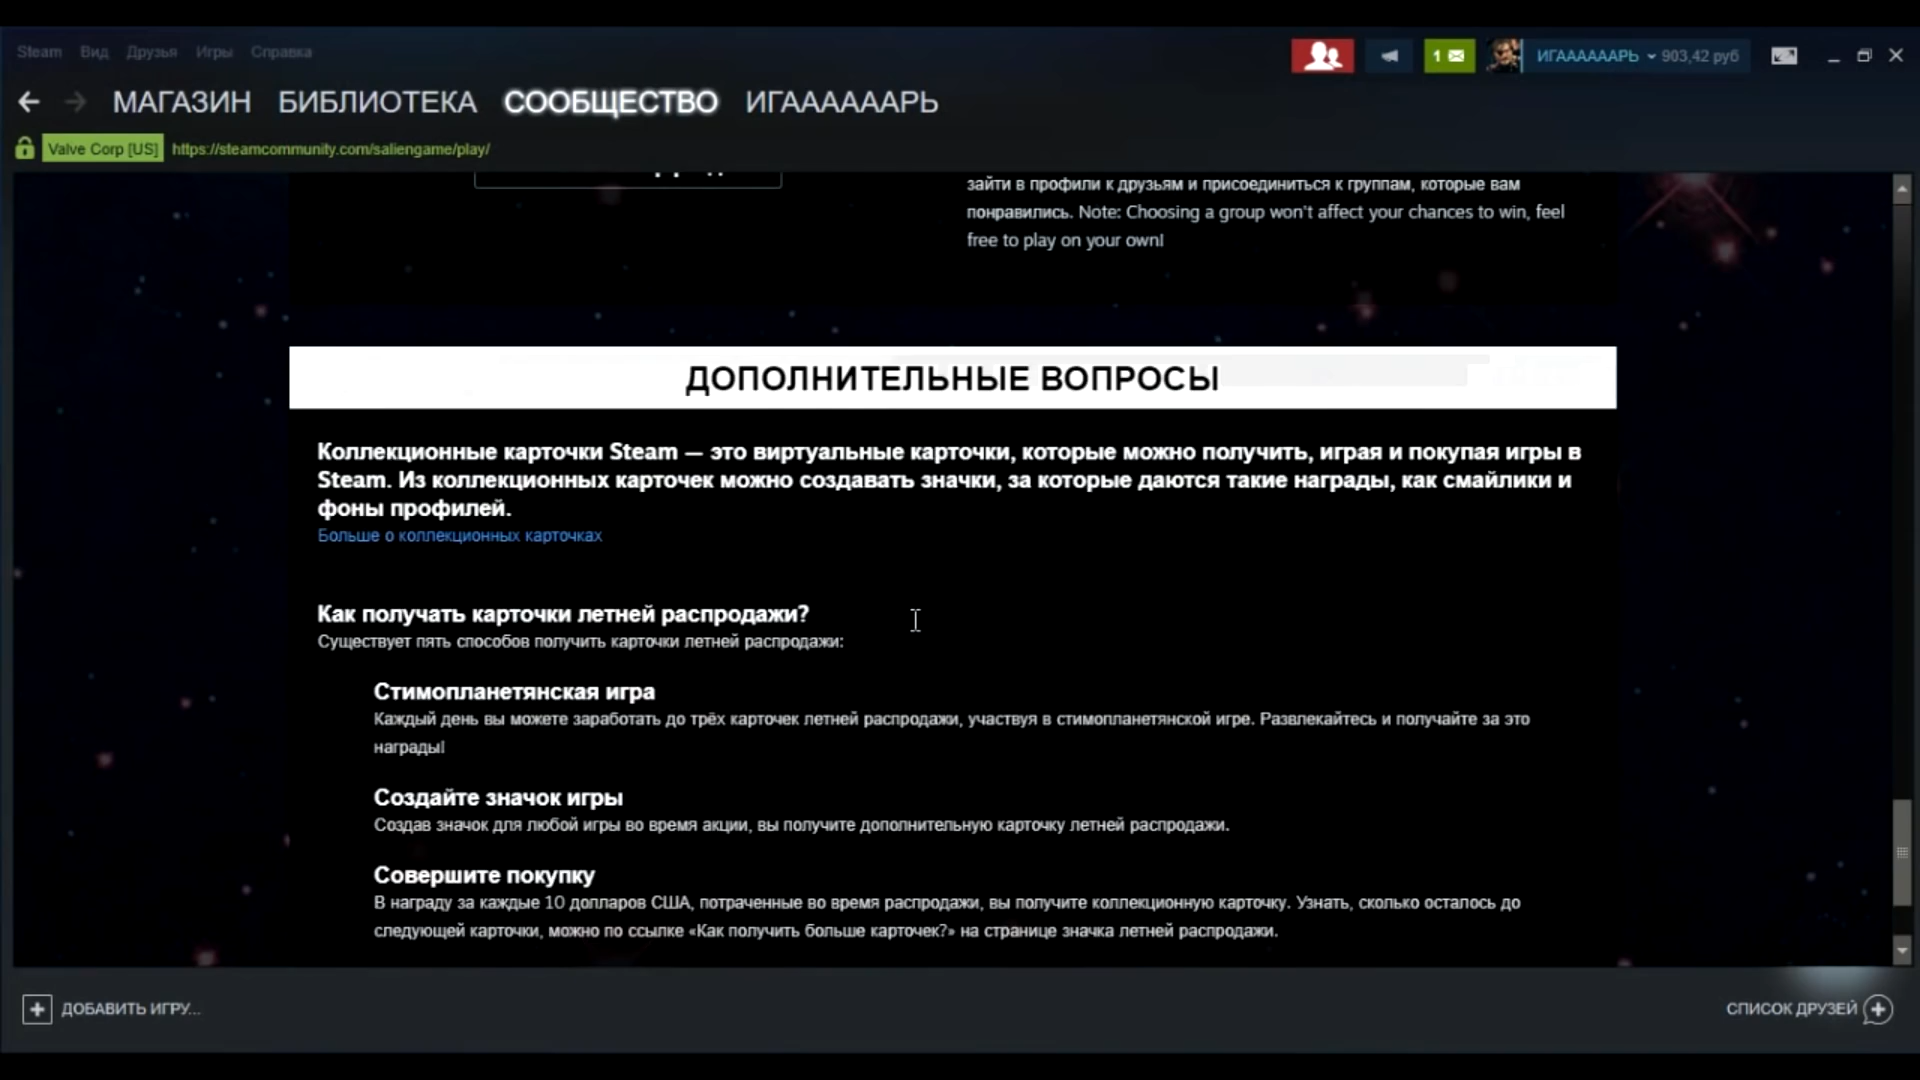 Steam Вид Друзья Игры Справка
1 ИГАААААARЬ 903,42 руб
МАГАЗИН БИБЛИОТЕКА СООБЩЕСТВО ИГАААААAРЬ
Valve Corp [US] https://steamcommunity.com/saliengame/play/
зайти в профили к друзьям и присоединиться к группам, которые вам
понравились. Note: Choosing a group won't affect your chances to win, feel
free to play on your own!
ДОПОЛНИТЕЛЬНЫЕ ВОПРОСЫ
Коллекционные карточки Steam — это виртуальные карточки, которые можно получить, играя и покупая игры в
Steam. Из коллекционных карточек можно создавать значки, за которые даются такие награды, как смайлики и
фоны профилей.
Больше о коллекционных карточках
Как получать карточки летней распродажи?
Существует пять способов получить карточки летней распродажи:
Стимопланетянская игра
Каждый день вы можете заработать до трёх карточек летней распродажи, участвуя в стимопланетянской игре. Развлекайтесь и получайте за это
награды!
Создайте значок игры
Создав значок для любой игры во время акции, вы получите дополнительную карточку летней распродажи.
Совершите покупку
В награду за каждые 10 долларов США, потраченные во время распродажи, вы получите коллекционную карточку. Узнать, сколько осталось до
следующей карточки, можно по ссылке «Как получить больше карточек?» на странице значка летней распродажи.
ДОБАВИТЬ ИГРУ...
СПИСОК ДРУЗЕЙ